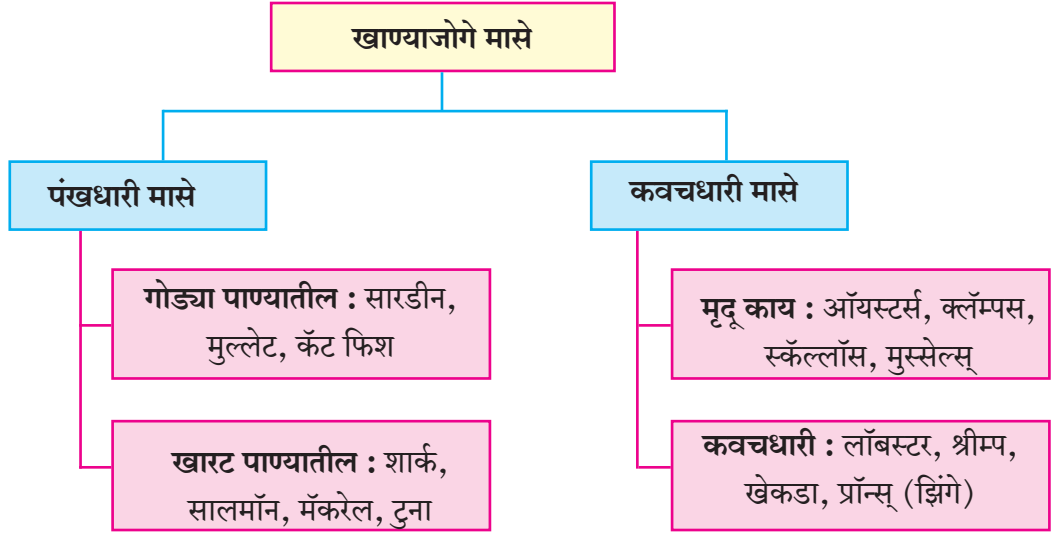 खाण्याजोगे मासे
पंखधारी मासे
गोड्या पाण्यातील : सारडीन,
मुल्लेट, कॅट फिश
खारट पाण्यातील : शार्क,
सालमॉन, मॅकरेल, टुना
कवचधारी मासे
मृदू काय : ऑयस्टर्स, क्लॅम्पस,
स्कॅल्लॉस, मुस्सेल्स्
कवचधारी : लॉबस्टर, श्रीम्प,
खेकडा, प्रॉन्स् (झिंगे)